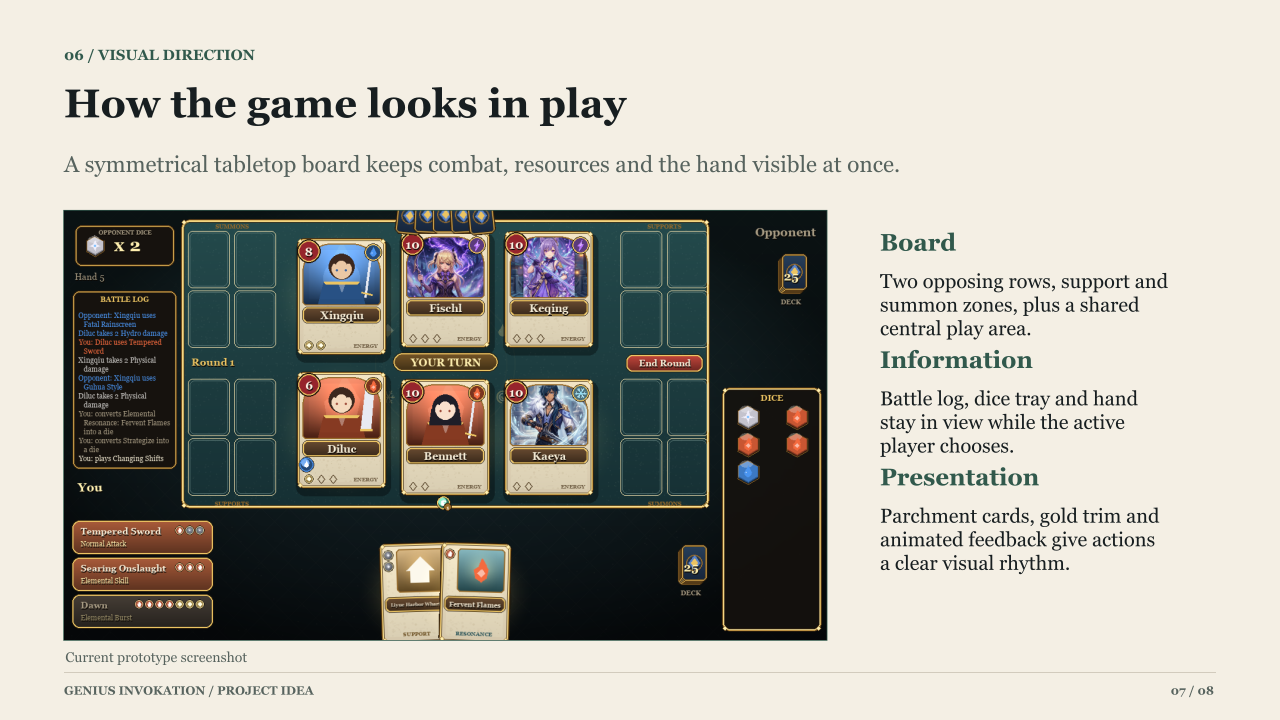 06 / VISUAL DIRECTION
How the game looks in play
A symmetrical tabletop board keeps combat, resources and the hand visible at once.
OPPONENT DICE
x 2
Hand 5
BATTLE LOG
Opponent: Xingqiu uses
Fatal Rainscreen
Diluc takes 2 Hydro damage
You: Diluc uses Tempered
Sword
Xingqiu takes 2 Physical
damage
Opponent: Xingqiu uses
Guhua Style
Diluc takes 2 Physical
damage
You: converts Elemental
Resonance: Fervent Flames
into a die
You: converts Strategize into
a die
You: plays Changing Shifts
You
Tempered Sword
Normal Attack
Searing Onslaught
Elemental Skill
Dawn
Elemental Burst
SUMMONS
SUPPORTS
8
Xingqiu
ENERGY
10
Fischl
ENERGY
10
Keqing
ENERGY
Round 1
YOUR TURN
End Round
6
Diluc
ENERGY
10
Bennett
ENERGY
10
Kaeya
ENERGY
SUPPORTS
SUMMONS
Liyue Harbor Wharf
SUPPORT
Fervent Flames
RESONANCE
25
DECK
Opponent
25
DECK
DICE
Current prototype screenshot
Board
Two opposing rows, support and
summon zones, plus a shared
central play area.
Information
Battle log, dice tray and hand
stay in view while the active
player chooses.
Presentation
Parchment cards, gold trim and
animated feedback give actions
a clear visual rhythm.
GENIUS INVOKATION / PROJECT IDEA
07 / 08